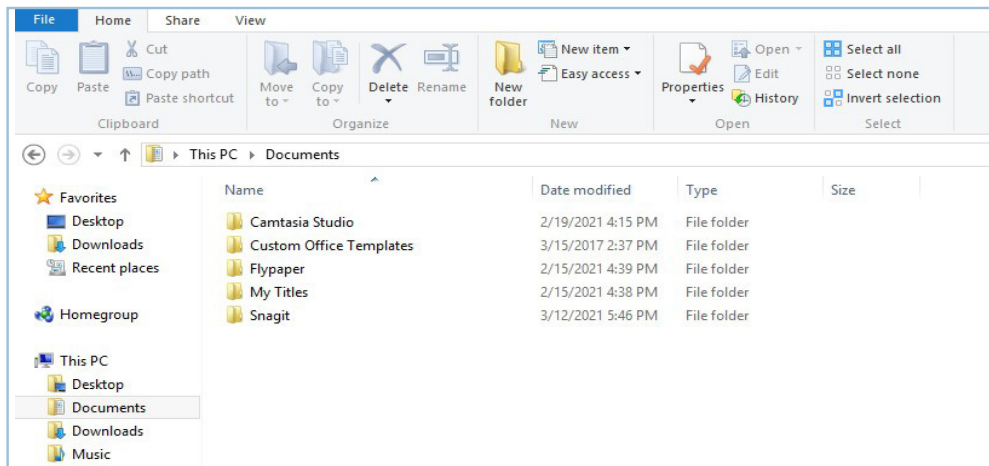 File Home Share View
Cut
Copy path
Paste shortcut
Copy Paste
Clipboard
Move to
Copy to
Delete Rename
Organize
New folder
New item
Easy access
New
Properties
Open
Edit
History
Open
Select all
Select none
Invert selection
Select
This PC Documents
Favorites
Desktop
Downloads
Recent places
Homegroup
This PC
Desktop
Documents
Downloads
Music
Name Date modified Type Size
Camtasia Studio 2/19/2021 4:15 PM File folder
Custom Office Templates 3/15/2017 2:37 PM File folder
Flypaper 2/15/2021 4:39 PM File folder
My Titles 2/15/2021 4:38 PM File folder
Snagit 3/12/2021 5:46 PM File folder